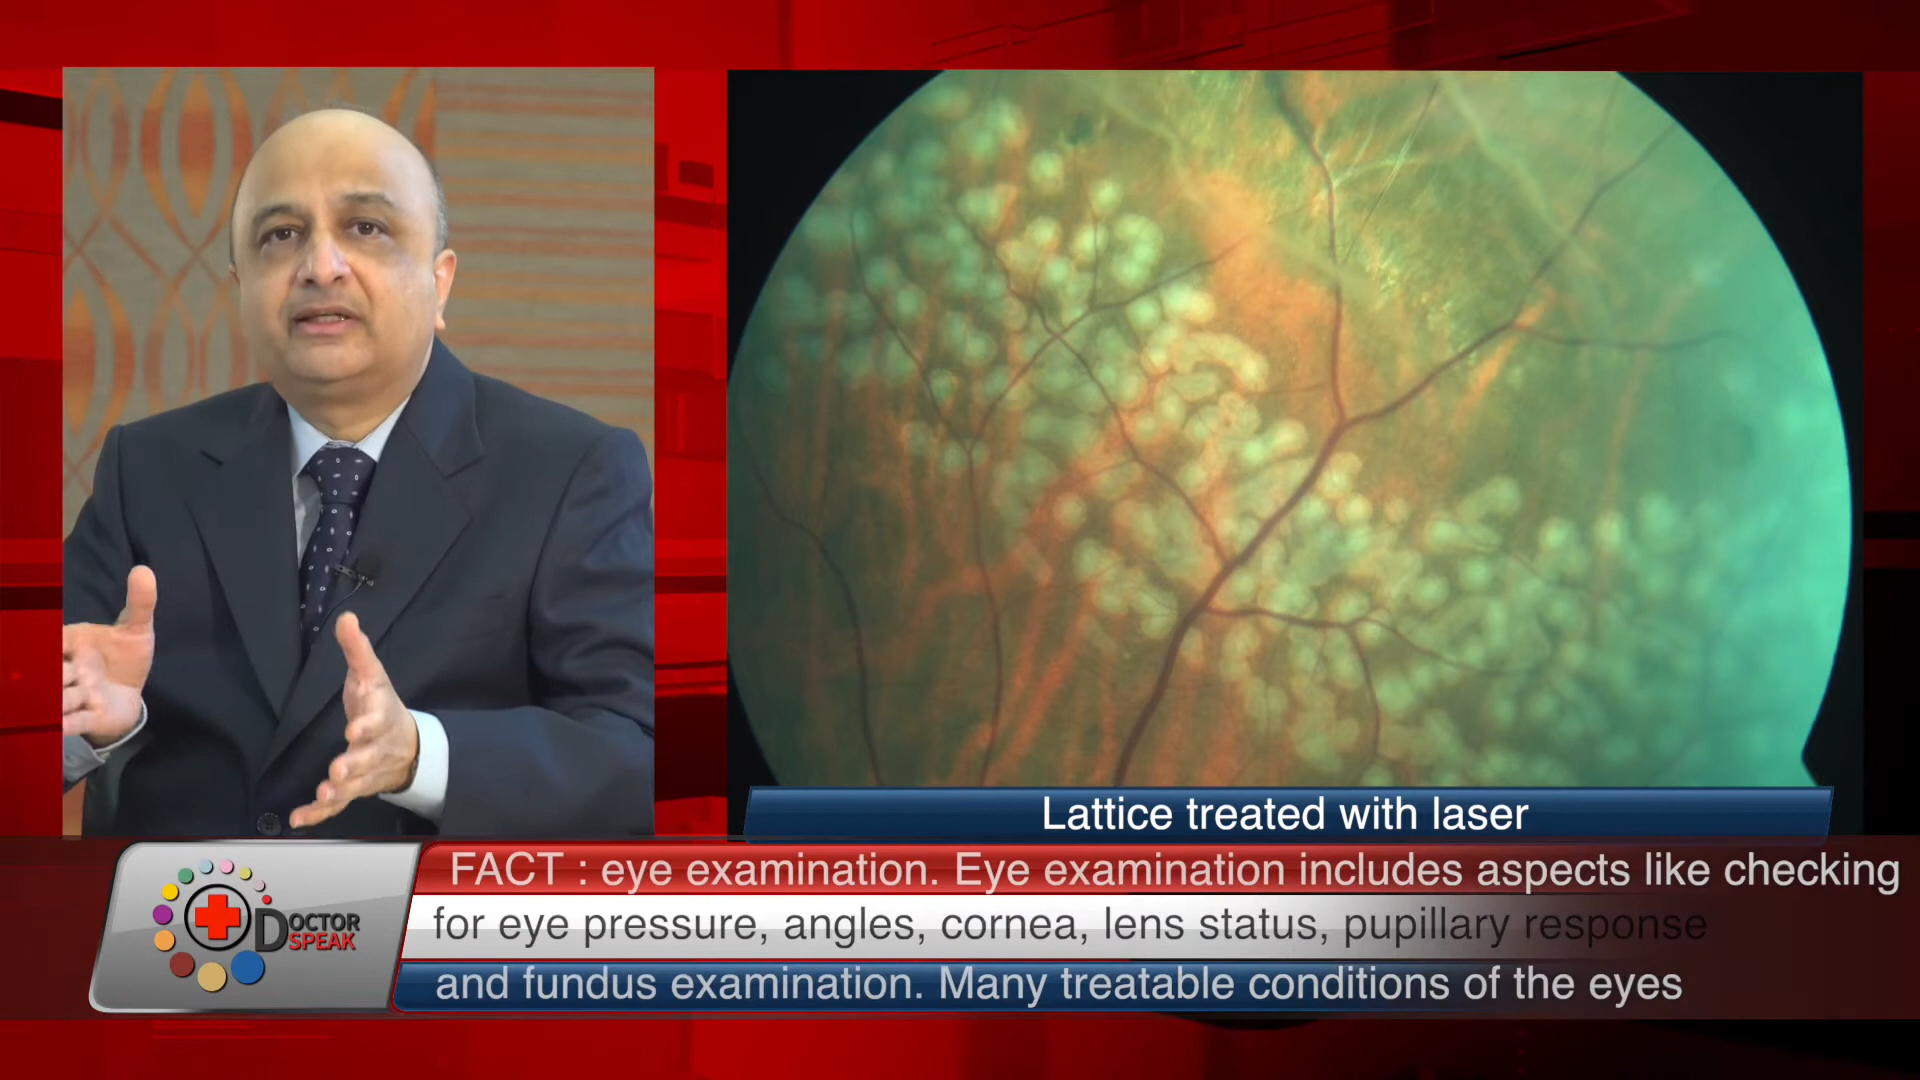 Lattice treated with laser
FACT : eye examination. Eye examination includes aspects like checking
for eye pressure, angles, cornea, lens status, pupillary response
and fundus examination. Many treatable conditions of the eyes
DOCTOR
SPEAK